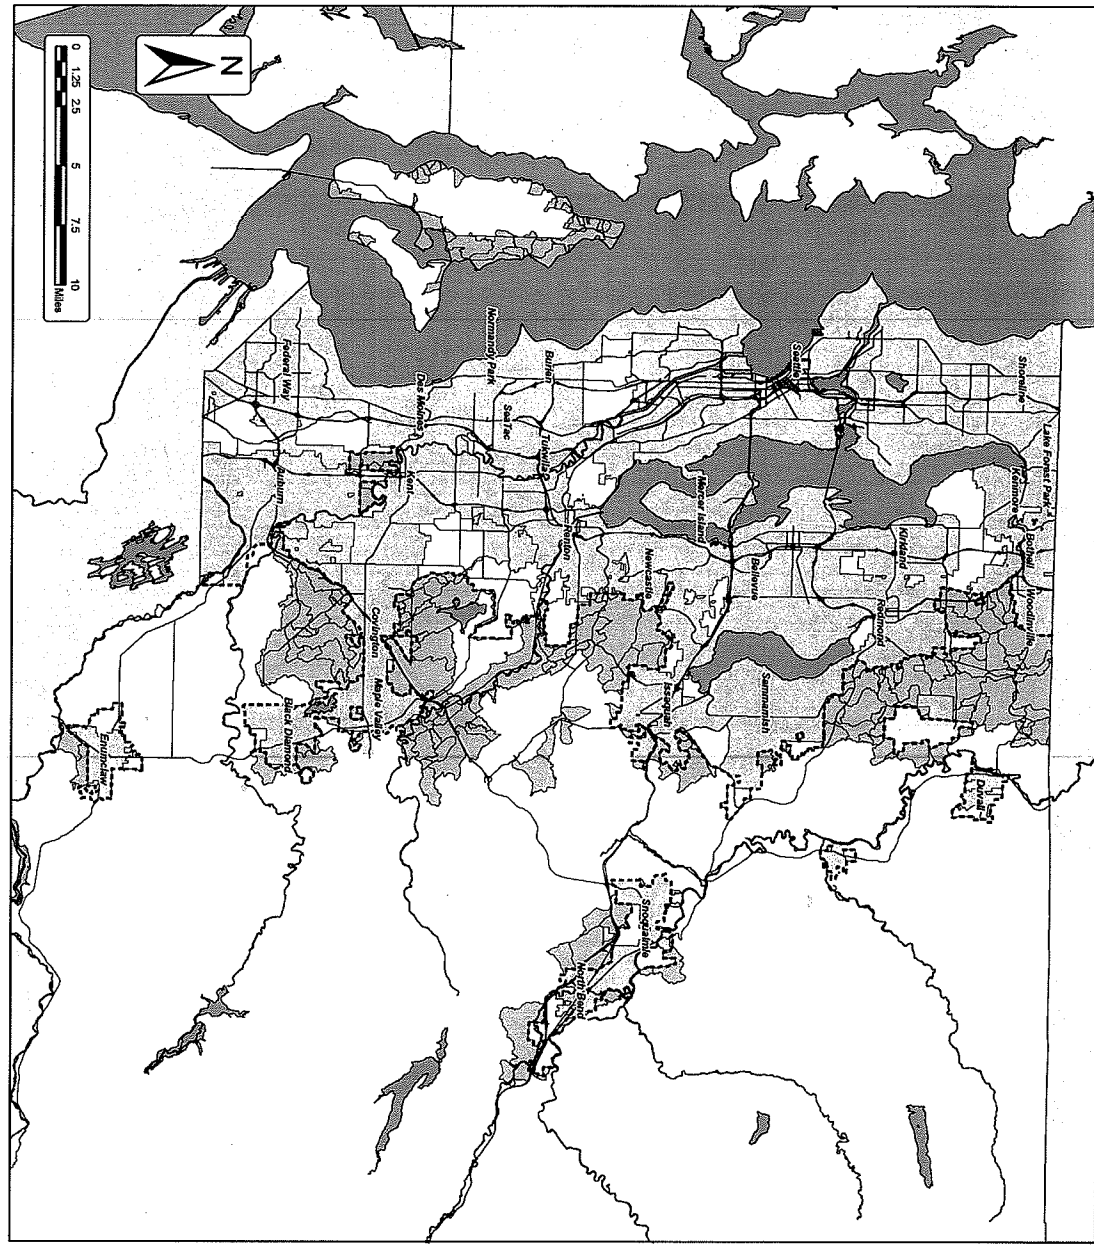 Lake Forest Park
Shoreline
Kenmore
Bothell
Woodinville
Duvall
Kirkland
Redmond
Seattle
Bellevue
Sammamish
Mercer Island
Issaquah
Newcastle
Snoqualmie
North Bend
Renton
Burien
Tukwila
SeaTac
Normandy Park
Des Moines
Kent
Covington
Maple Valley
Federal Way
Auburn
Black Diamond
Enumclaw
N
0 1.25 2.5 5 7.5 10
Miles